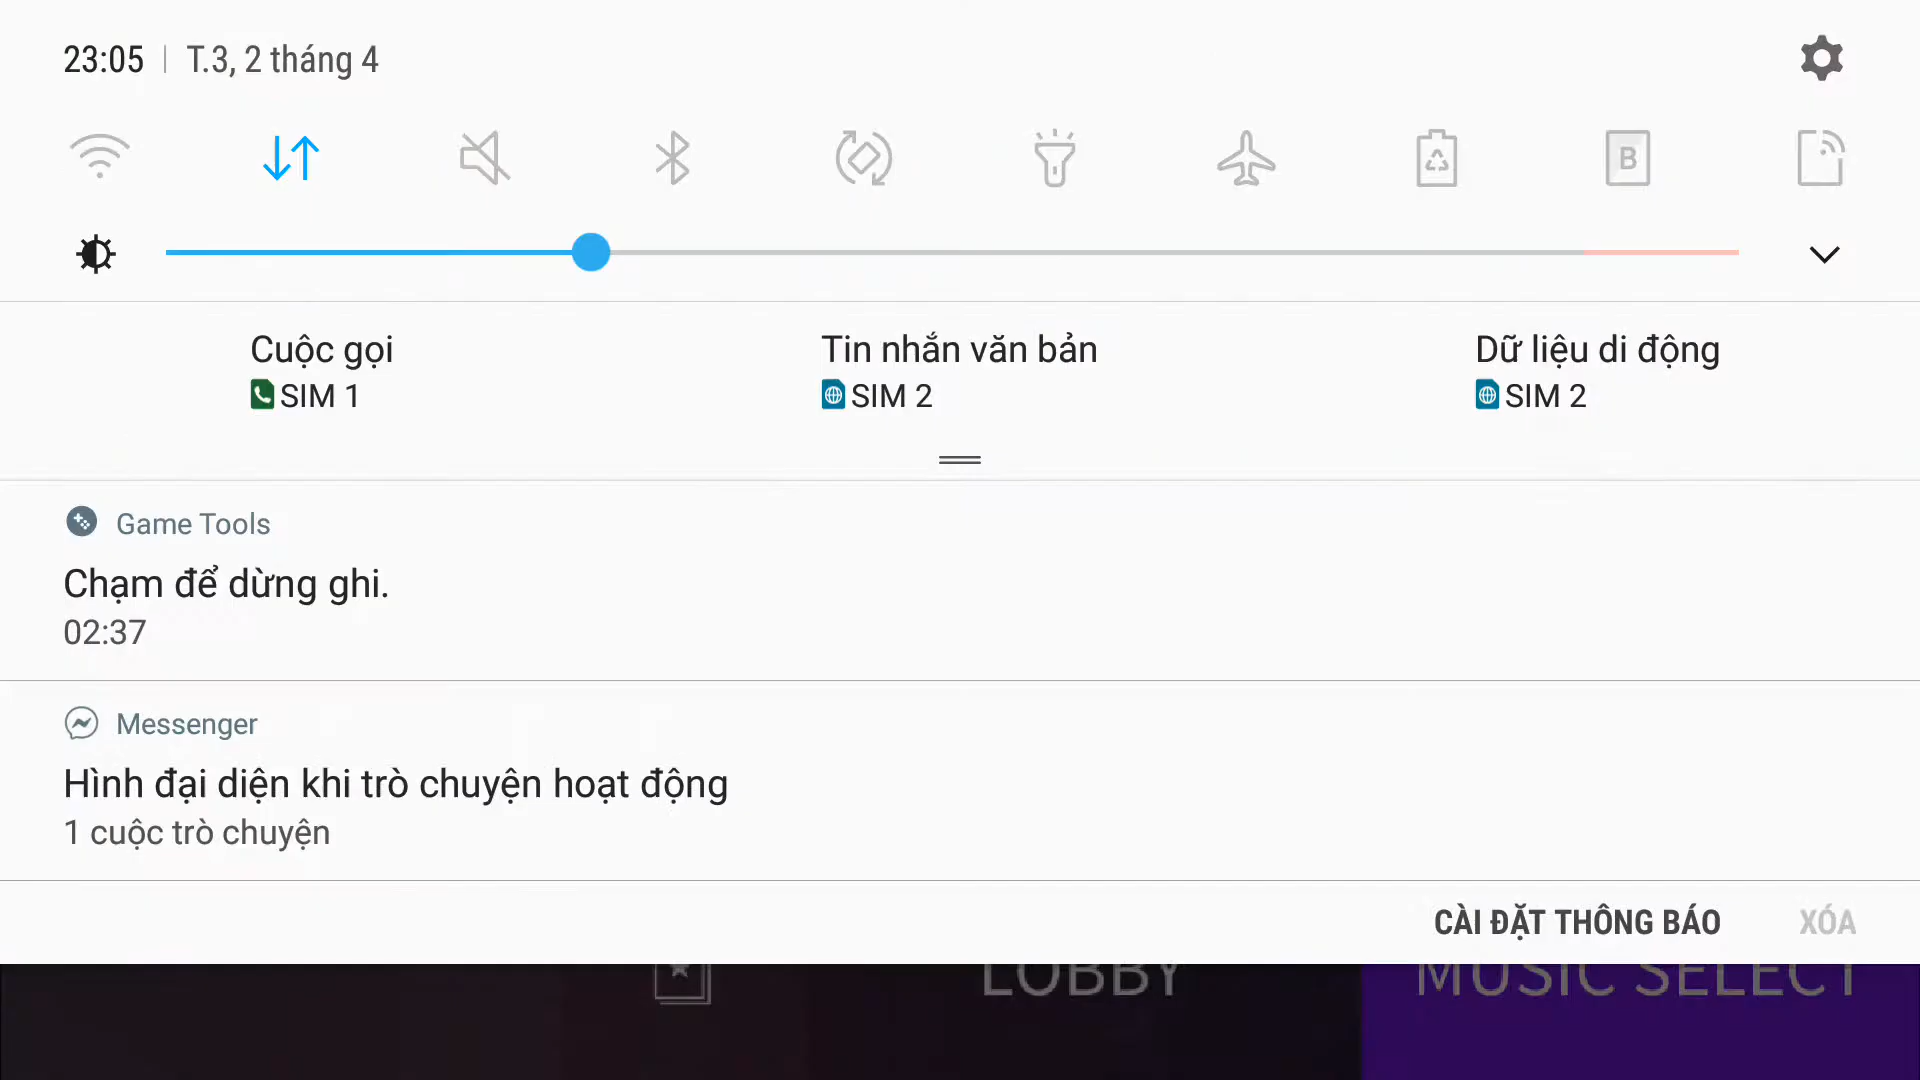 23:05 | T.3, 2 tháng 4
B
Cuộc gọi
SIM 1
Tin nhắn văn bản
SIM 2
Dữ liệu di động
SIM 2
Game Tools
Chạm để dừng ghi.
02:37
Messenger
Hình đại diện khi trò chuyện hoạt động
1 cuộc trò chuyện
CÀI ĐẶT THÔNG BÁO
XÓA
LOBBY
MUSIC SELECT